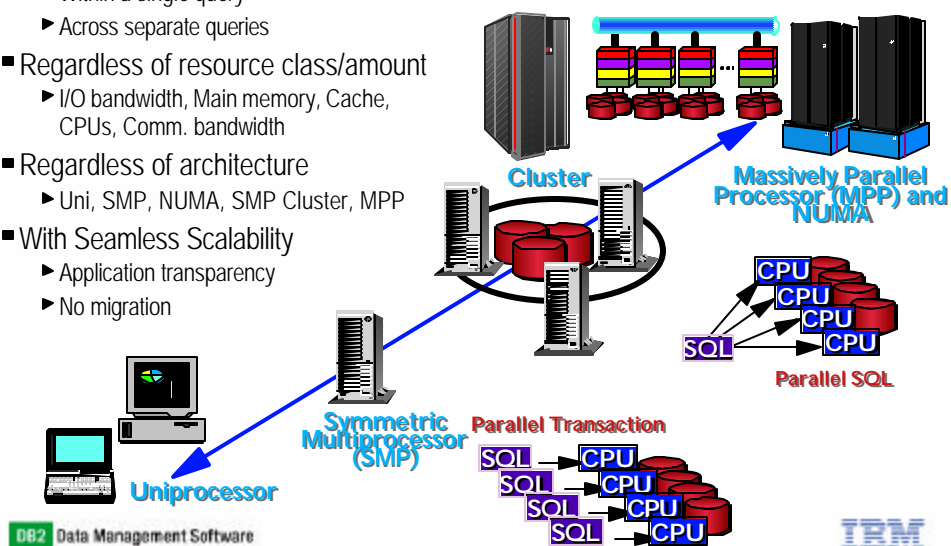 Within a single query
Across separate queries
Regardless of resource class/amount
I/O bandwidth, Main memory, Cache,
CPUs, Comm. bandwidth
Regardless of architecture
Uni, SMP, NUMA, SMP Cluster, MPP
With Seamless Scalability
Application transparency
No migration
Cluster
Massively Parallel
Processor (MPP) and
NUMA
CPU
CPU
CPU
CPU
SQL
Parallel SQL
Symmetric
Multiprocessor
(SMP)
Parallel Transaction
SQL CPU
SQL CPU
SQL CPU
SQL CPU
Uniprocessor
DB2 Data Management Software
IBM